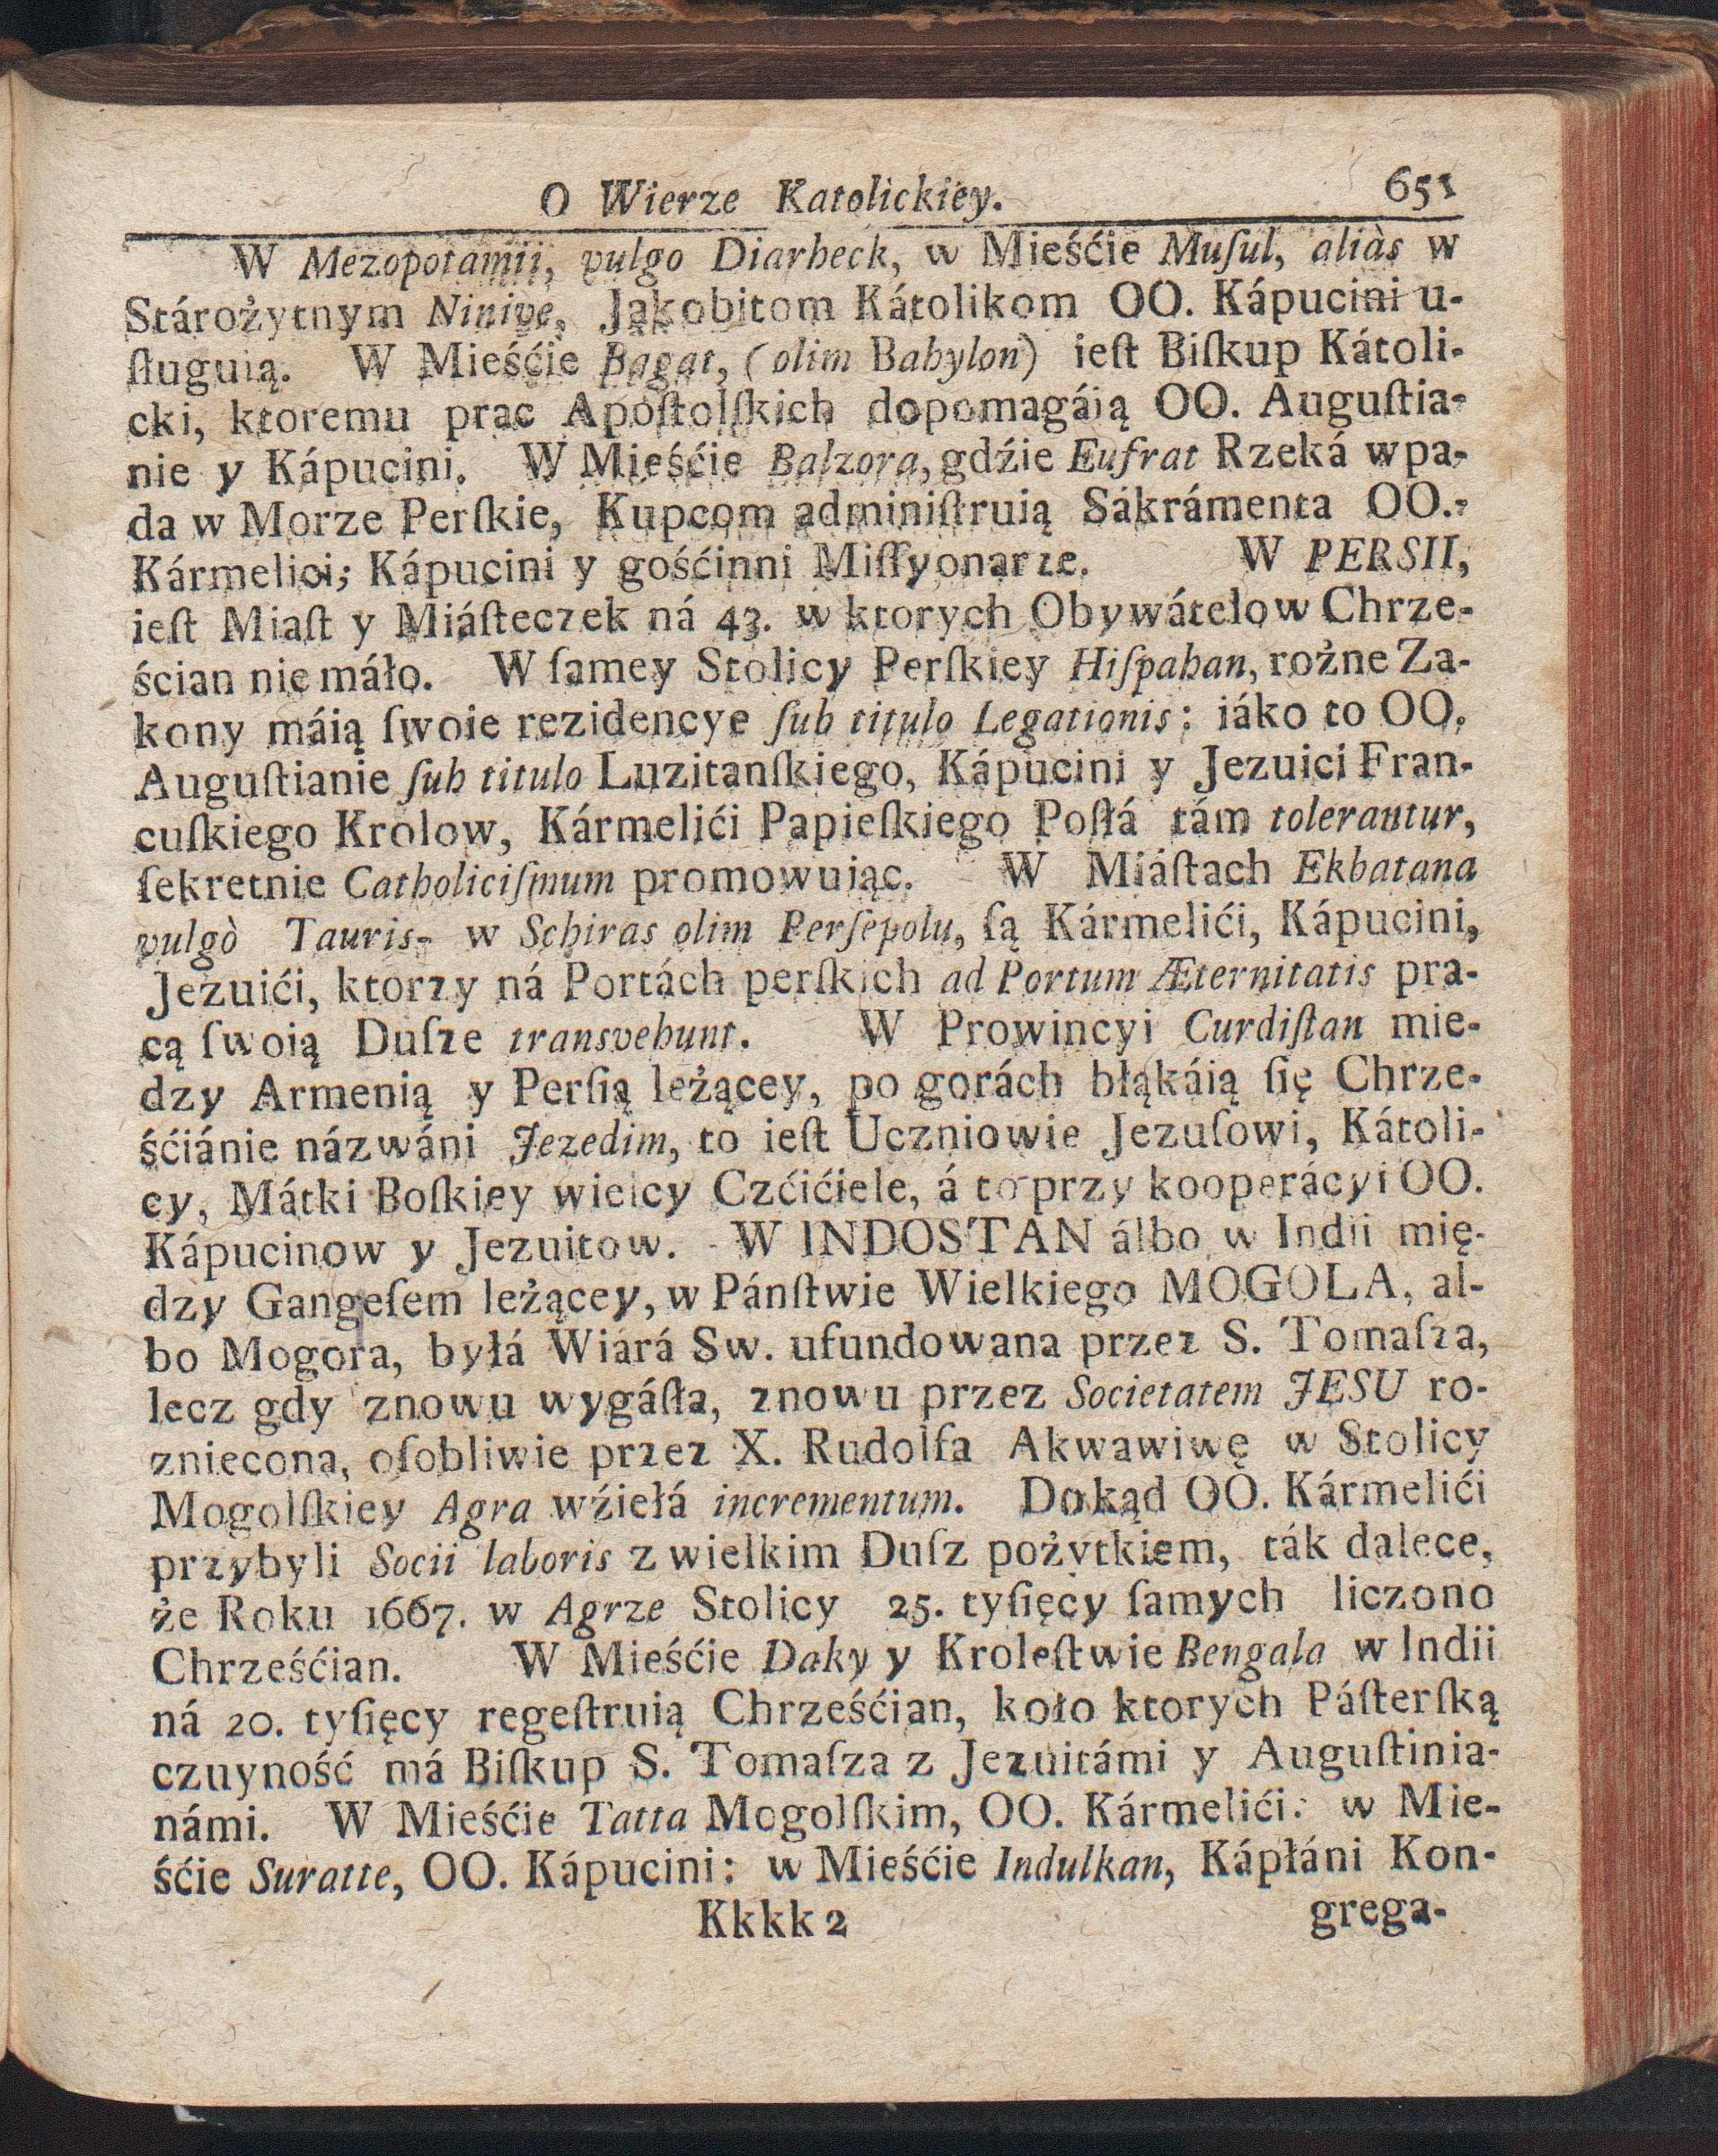 O Wierze Katolickiey. 651
W Mezopotamii, vulgo Diarbeck, w Mieśćie Muſul, aliàs w
Stárożytnym Ninive, Jakobitom Kátolikom OO. Kápucini u-
ſługuią. W Mieśćie Bagat, (olim Babylon) ieſt Biſkup Kátoli-
cki, ktoremu prac Apoſtolſkich dopomagáią OO. Auguſtia-
nie y Kápucini. W Mieśćie Balzora, gdźie Eufrat Rzeká wpa-
da w Morze Perſkie, Kupcom adminiſtruią Sákrámenta OO.
Kármelici; Kápucini y gośćinni Miſſyonarze. W PERSII,
ieſt Miaſt y Miáſteczek ná 43. w ktorych Obywátelow Chrze-
ścian nie máło. W ſamey Stolicy Perſkiey Hiſpahan, rożne Za-
kony máią ſwoie rezidencye ſub titulo Legationis: iáko to OO.
Auguſtianie ſub titulo Luzitanſkiego, Kápucini y Jezuici Fran-
cuſkiego Krolow, Kármelići Papieſkiego Poſłá tám tolerantur,
ſekretnie Catholiciſmum promowuiąc. W Miáſtach Ekbatana
vulgò Tauris- w Schiras olim Perſepolu, ſą Kármelići, Kápucini,
Jezuići, ktorzy ná Portách perſkich ad Portum Æternitatis pra-
cą ſwoią Duſze transvehunt. W Prowincyi Curdiſtan mie-
dzy Armenią y Perſią leżącey, po gorách błąkáią ſię Chrze-
śćiánie názwáni Jezedim, to ieſt Uczniowie Jezuſowi, Kátoli-
cy, Mátki Boſkiey wielcy Czćićiele, á to przy kooperácyi OO.
Kápucinow y Jezuitow. W INDOSTAN álbo w Indii mię-
dzy Gangeſem leżącey, w Pánſtwie Wielkiego MOGOLA, al-
bo Mogora, byłá Wiárá Sw. ufundowana przez S. Tomaſza,
lecz gdy znowu wygáſła, znowu przez Societatem JESU ro-
zniecona, oſobliwie przez X. Rudolfa Akwawiwę w Stolicy
Mogolſkiey Agra wźiełá incrementum. Dokąd OO. Kármelići
przybyli Socii laboris z wielkim Duſz pożytkiem, ták dalece,
że Roku 1667. w Agrze Stolicy 25. tyſięcy ſamych liczono
Chrześćian. W Mieśćie Daky y Kroleſtwie Bengala w Indii
ná 20. tyſięcy regeſtruią Chrześćian, koło ktorych Páſterſką
czuyność má Biſkup S. Tomaſza z Jezuitámi y Auguſtinia-
námi. W Mieśćie Tatta Mogolſkim, OO. Kármelići: w Mie-
śćie Suratte, OO. Kápucini: w Mieśćie Indulkan, Kápłáni Kon-
Kkkk 2 grega-